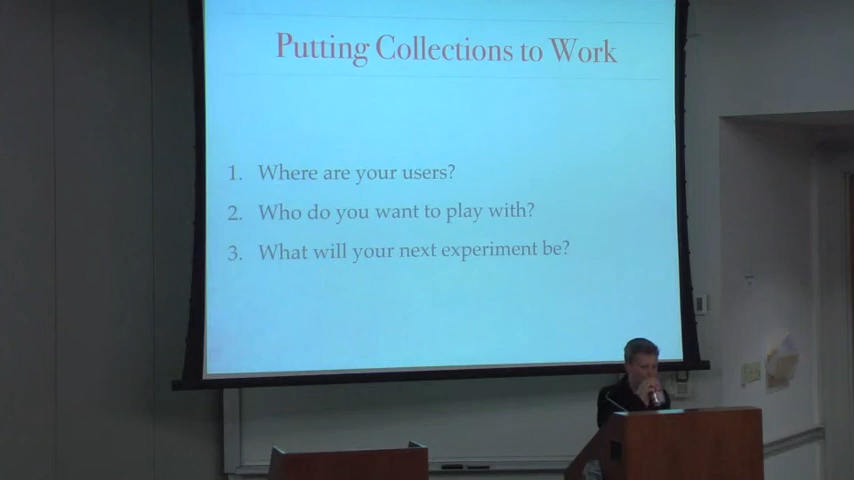 Putting Collections to Work
1. Where are your users?
2. Who do you want to play with?
3. What will your next experiment be?